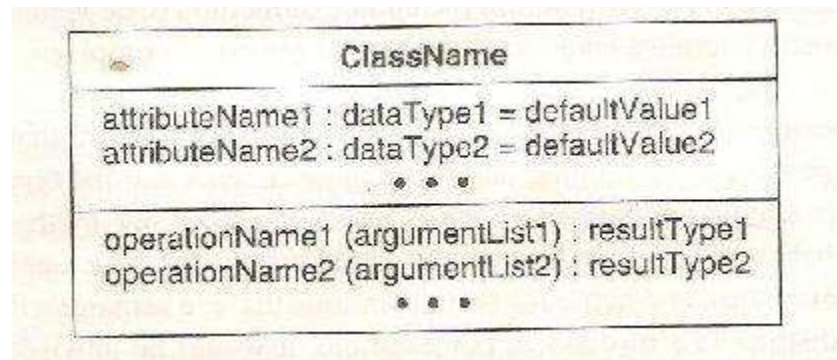 ClassName
attributeName1 : dataType1 = defaultValue1
attributeName2 : dataType2 = defaultValue2
• • •
operationName1 (argumentList1) : resultType1
operationName2 (argumentList2) : resultType2
• • •